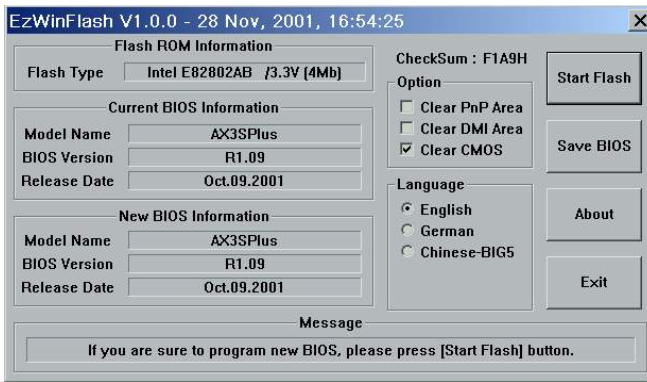 EzWinFlash V1.0.0 - 28 Nov, 2001, 16:54:25
Flash ROM Information
Flash Type Intel E82802AB /3.3V (4Mb)
Current BIOS Information
Model Name AX3SPlus
BIOS Version R1.09
Release Date Oct.09.2001
New BIOS Information
Model Name AX3SPlus
BIOS Version R1.09
Release Date Oct.09.2001
CheckSum : F1A9H
Option
Clear PnP Area
Clear DMI Area
Clear CMOS
Language
English
German
Chinese-BIG5
Start Flash
Save BIOS
About
Exit
Message
If you are sure to program new BIOS, please press [Start Flash] button.